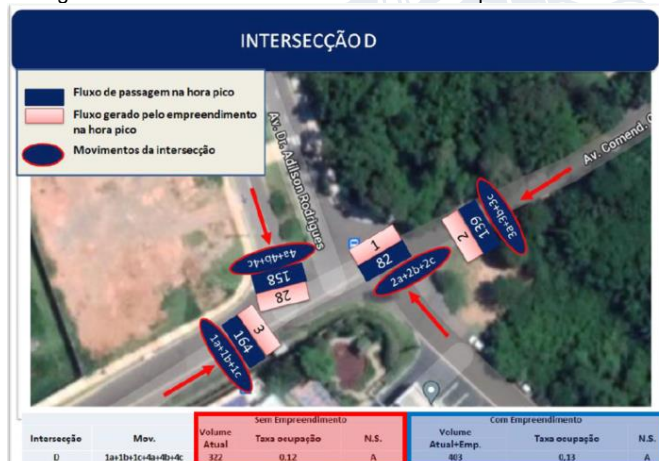 INTERSECÇÃO D
Fluxo de passagem na hora pico
Fluxo gerado pelo empreendimento
na hora pico
Movimentos da intersecção
Av. Dr. Adilson Rodrigues
Av. Comend.
3a+3b+3c
139
2
1
82
2a+2b+2c
4a+4b+4c
158
28
3
164
1a+1b+1c
Sem Empreendimento
Com Empreendimento
Intersecção Mov. Volume Atual Taxa ocupação N.S. Volume Atual+Emp. Taxa ocupação N.S.
D 1a+1b+1c+4a+4b+4c 322 0.12 A 403 0.13 A